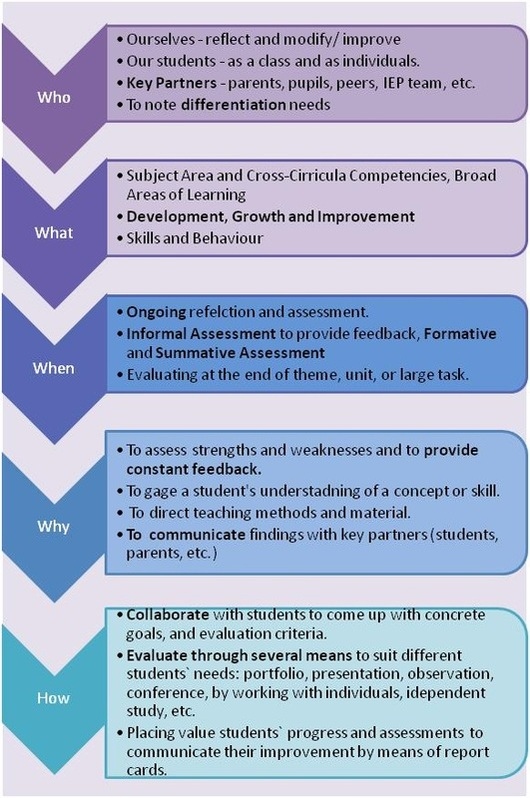 Who
• Ourselves - reflect and modify/ improve
• Our students - as a class and as individuals.
• Key Partners - parents, pupils, peers, IEP team, etc.
• To note differentiation needs
What
• Subject Area and Cross-Cirricula Competencies, Broad
Areas of Learning
• Development, Growth and Improvement
• Skills and Behaviour
When
• Ongoing refelction and assessment.
• Informal Assessment to provide feedback, Formative
and Summative Assessment
• Evaluating at the end of theme, unit, or large task.
Why
• To assess strengths and weaknesses and to provide
constant feedback.
• To gage a student's understadning of a concept or skill.
• To direct teaching methods and material.
• To communicate findings with key partners (students,
parents, etc.)
How
• Collaborate with students to come up with concrete
goals, and evaluation criteria.
• Evaluate through several means to suit different
students` needs: portfolio, presentation, observation,
conference, by working with individuals, idependent
study, etc.
• Placing value students` progress and assessments to
communicate their improvement by means of report
cards.